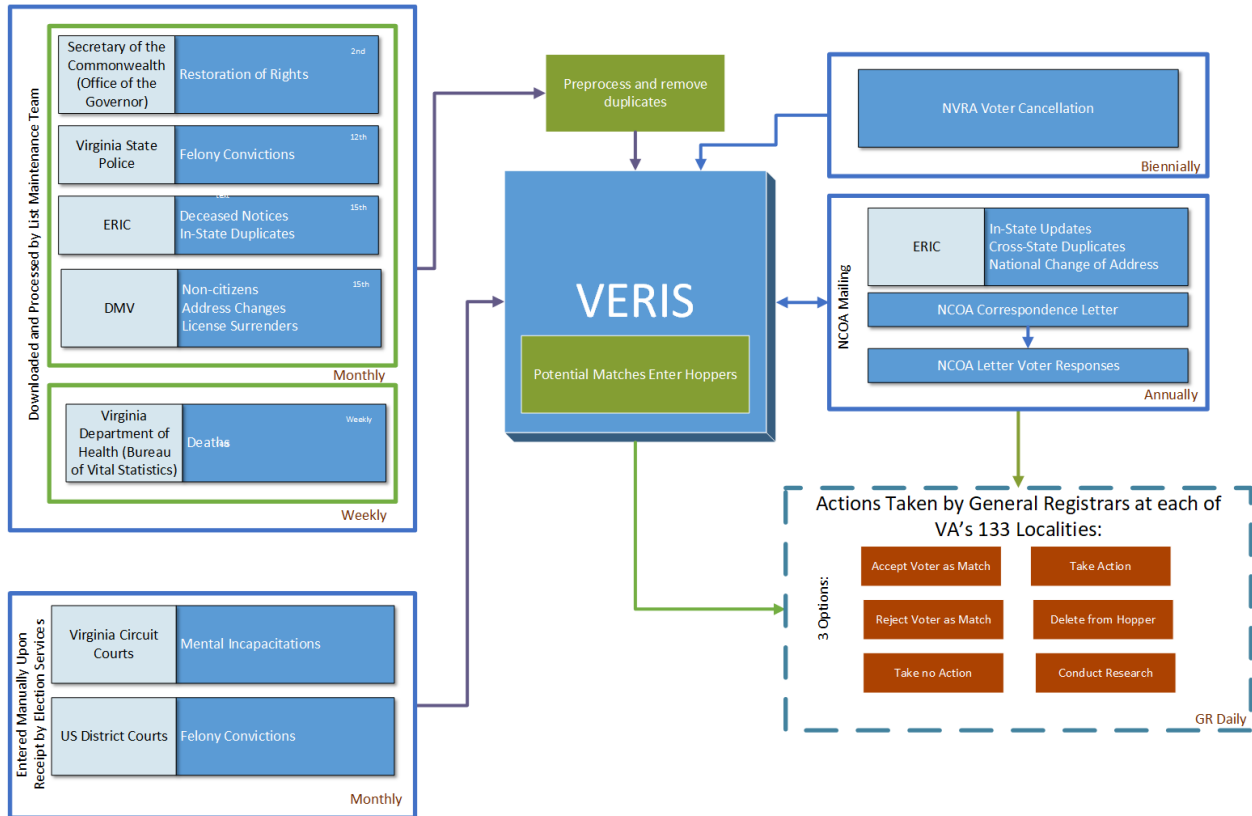 Downloaded and Processed by List Maintenance Team
Secretary of the
Commonwealth
(Office of the
Governor)
2nd
Restoration of Rights
Virginia State
Police
12th
Felony Convictions
ERIC
15th
Deceased Notices
In-State Duplicates
DMV
15th
Non-citizens
Address Changes
License Surrenders
Monthly
Virginia
Department of
Health (Bureau
of Vital Statistics)
Weekly
Deaths
Weekly
Entered Manually Upon
Receipt by Election Services
Virginia Circuit
Courts
Mental Incapacitations
US District Courts
Felony Convictions
Monthly
Preprocess and remove
duplicates
VERIS
Potential Matches Enter Hoppers
NVRA Voter Cancellation
Biennially
NCOA Mailing
ERIC
In-State Updates
Cross-State Duplicates
National Change of Address
NCOA Correspondence Letter
NCOA Letter Voter Responses
Annually
Actions Taken by General Registrars at each of
VA's 133 Localities:
3 Options:
Accept Voter as Match
Take Action
Reject Voter as Match
Delete from Hopper
Take no Action
Conduct Research
GR Daily